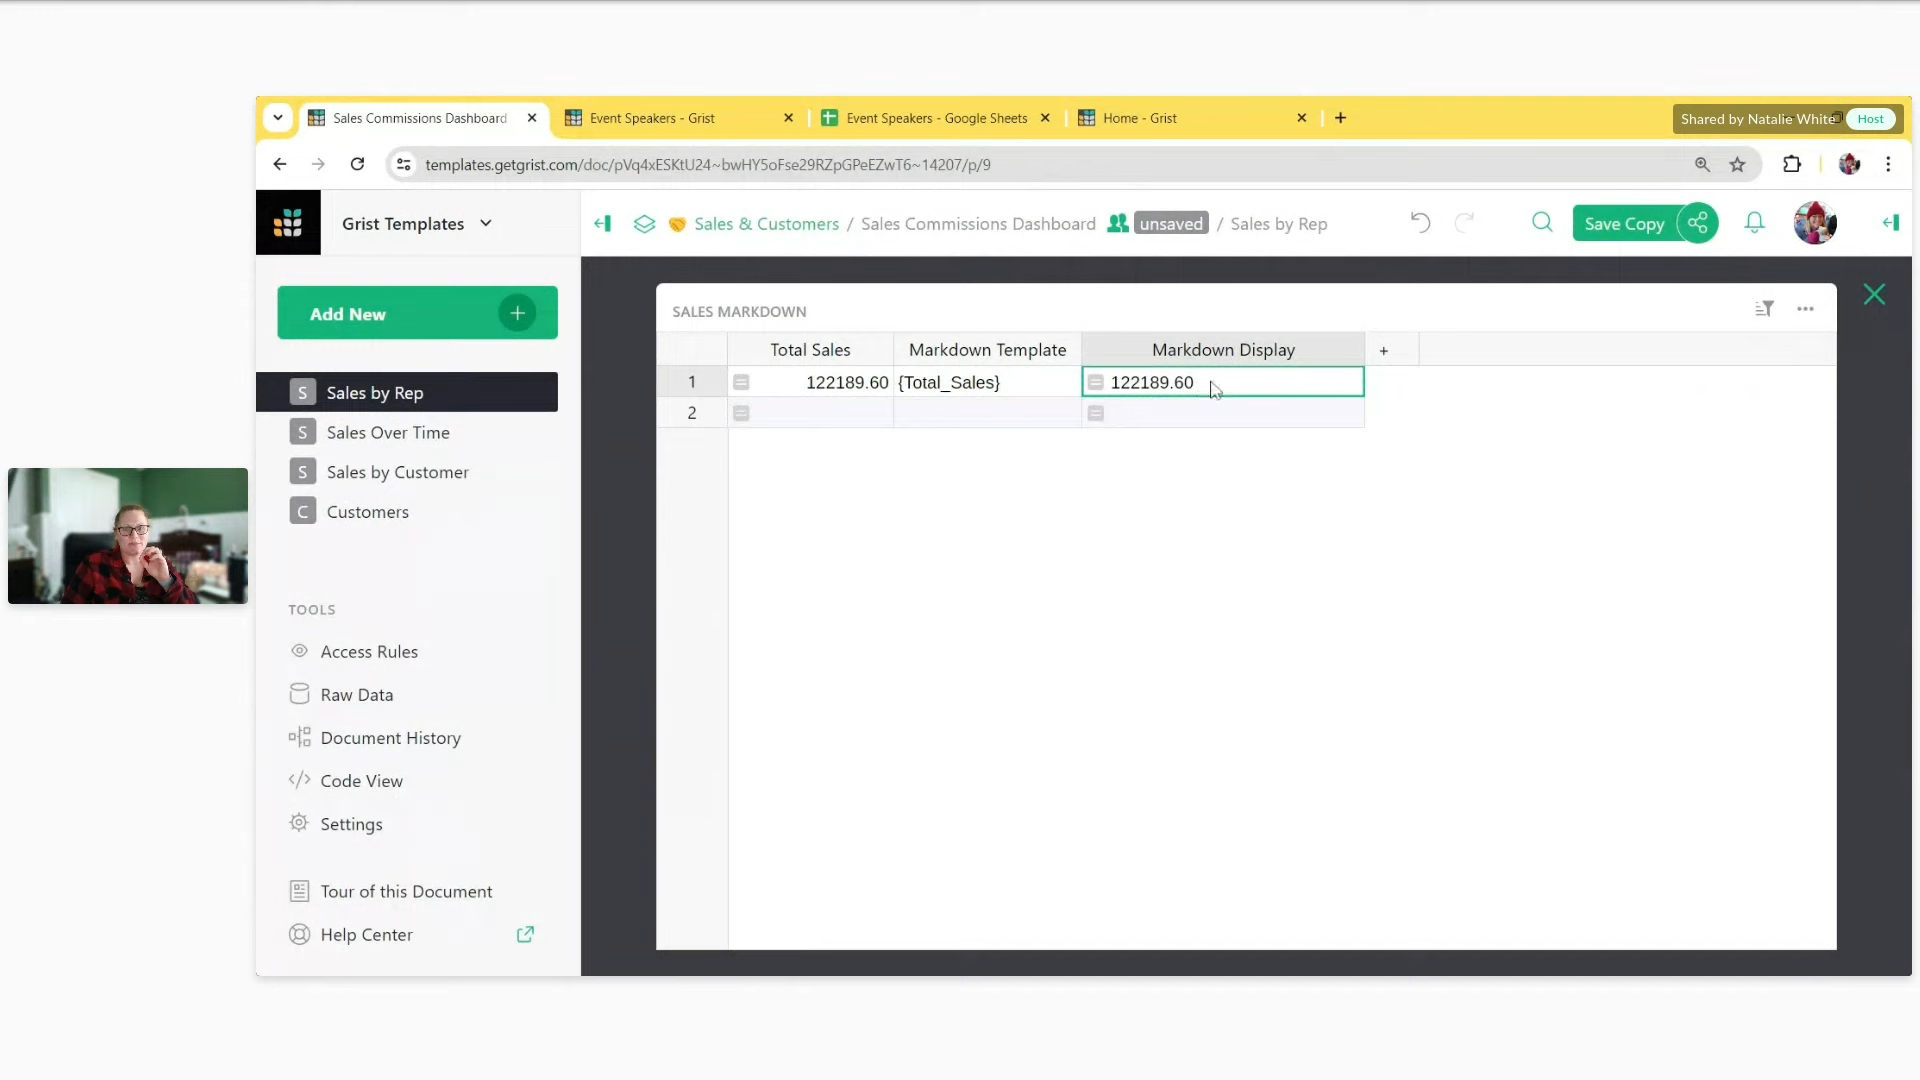 Sales Commissions Dashboard
Event Speakers - Grist
Event Speakers - Google Sheets
Home - Grist
Shared by Natalie White
Host
templates.getgrist.com/doc/pVq4xESKtU24~bwHY5oFse29RZpGPeEZwT6~14207/p/9
Grist Templates
Sales & Customers / Sales Commissions Dashboard unsaved / Sales by Rep
Save Copy
Add New
S Sales by Rep
S Sales Over Time
S Sales by Customer
C Customers
TOOLS
Access Rules
Raw Data
Document History
Code View
Settings
Tour of this Document
Help Center
SALES MARKDOWN
Total Sales Markdown Template Markdown Display +
1 122189.60 {Total_Sales} 122189.60
2